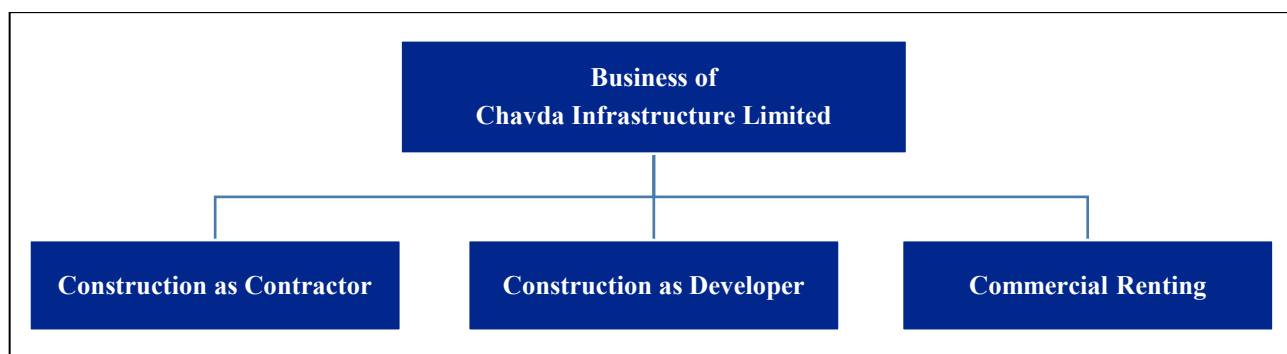 Business of
Chavda Infrastructure Limited
Construction as Contractor
Construction as Developer
Commercial Renting